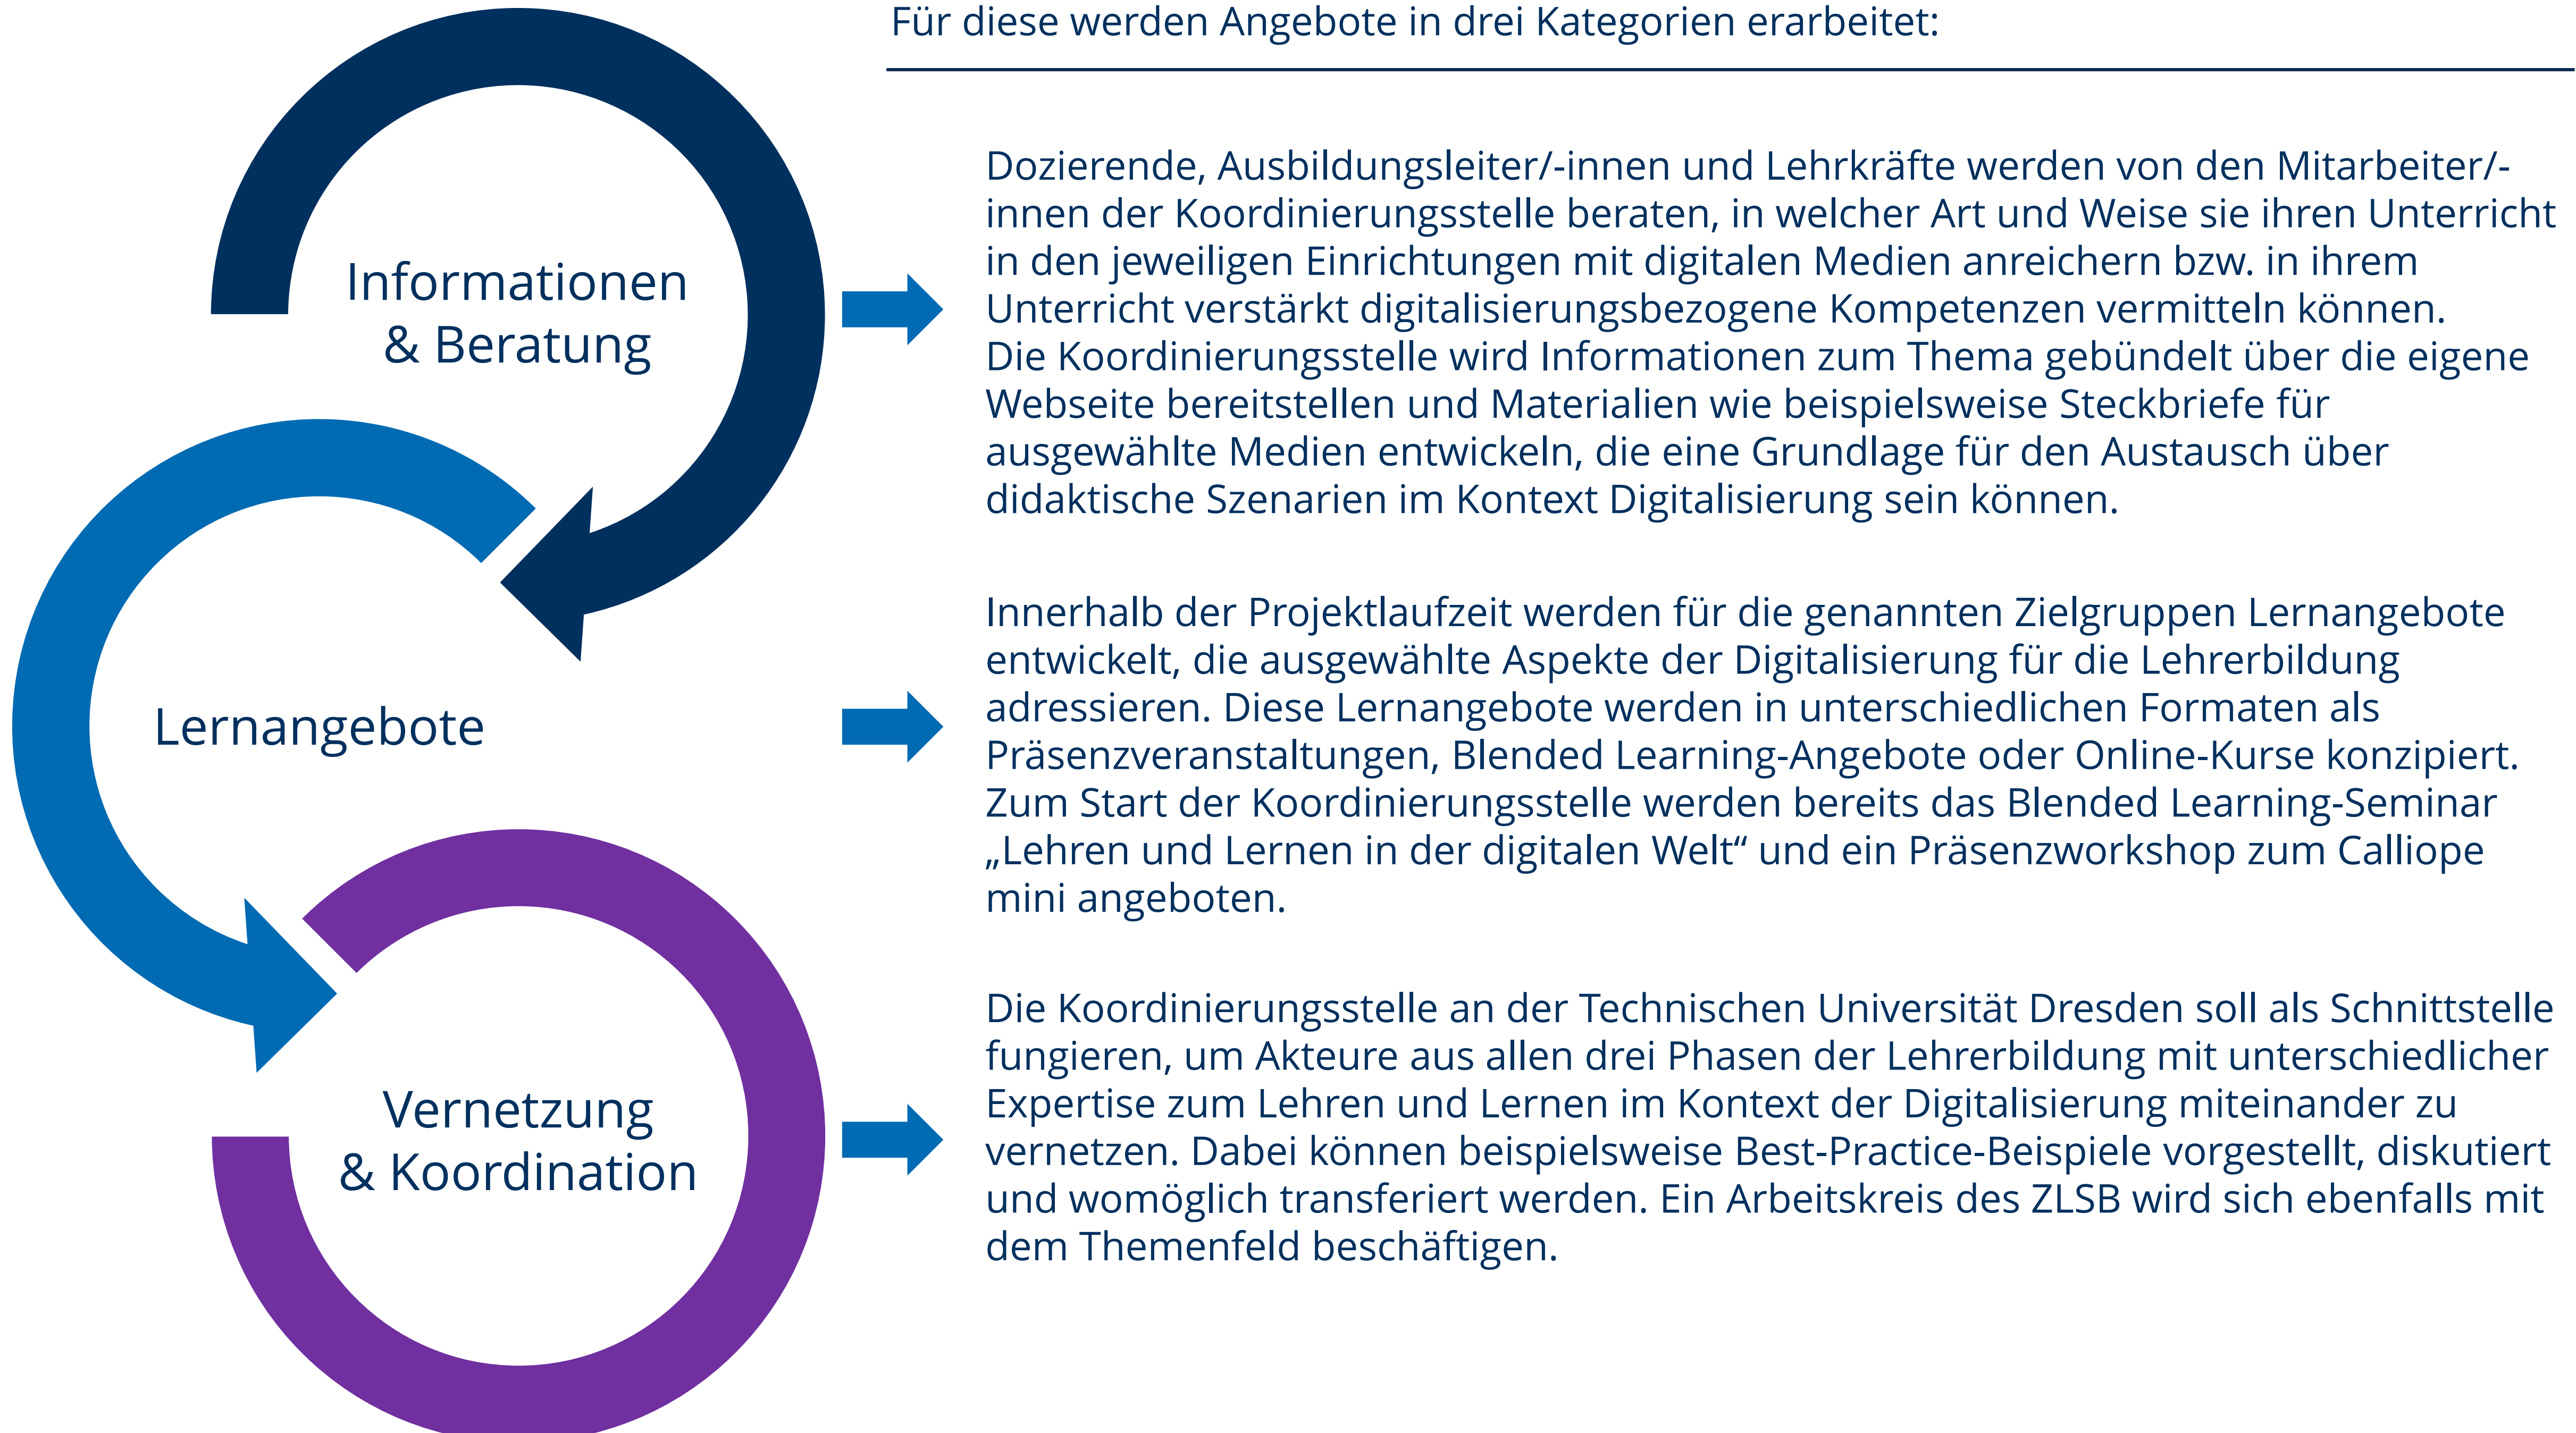 Für diese werden Angebote in drei Kategorien erarbeitet:
Informationen
& Beratung
Dozierende, Ausbildungsleiter/-innen und Lehrkräfte werden von den Mitarbeiter/-
innen der Koordinierungsstelle beraten, in welcher Art und Weise sie ihren Unterricht
in den jeweiligen Einrichtungen mit digitalen Medien anreichern bzw. in ihrem
Unterricht verstärkt digitalisierungsbezogene Kompetenzen vermitteln können.
Die Koordinierungsstelle wird Informationen zum Thema gebündelt über die eigene
Webseite bereitstellen und Materialien wie beispielsweise Steckbriefe für
ausgewählte Medien entwickeln, die eine Grundlage für den Austausch über
didaktische Szenarien im Kontext Digitalisierung sein können.
Lernangebote
Innerhalb der Projektlaufzeit werden für die genannten Zielgruppen Lernangebote
entwickelt, die ausgewählte Aspekte der Digitalisierung für die Lehrerbildung
adressieren. Diese Lernangebote werden in unterschiedlichen Formaten als
Präsenzveranstaltungen, Blended Learning-Angebote oder Online-Kurse konzipiert.
Zum Start der Koordinierungsstelle werden bereits das Blended Learning-Seminar
„Lehren und Lernen in der digitalen Welt“ und ein Präsenzworkshop zum Calliope
mini angeboten.
Vernetzung
& Koordination
Die Koordinierungsstelle an der Technischen Universität Dresden soll als Schnittstelle
fungieren, um Akteure aus allen drei Phasen der Lehrerbildung mit unterschiedlicher
Expertise zum Lehren und Lernen im Kontext der Digitalisierung miteinander zu
vernetzen. Dabei können beispielsweise Best-Practice-Beispiele vorgestellt, diskutiert
und womöglich transferiert werden. Ein Arbeitskreis des ZLSB wird sich ebenfalls mit
dem Themenfeld beschäftigen.